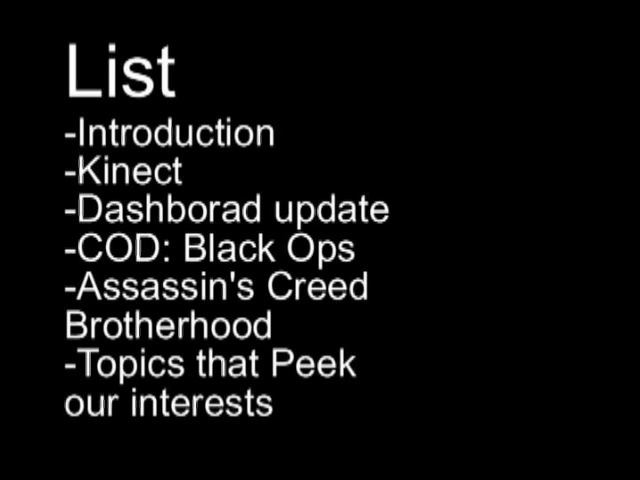 List
-Introduction
-Kinect
-Dashborad update
-COD: Black Ops
-Assassin's Creed
Brotherhood
-Topics that Peek
our interests